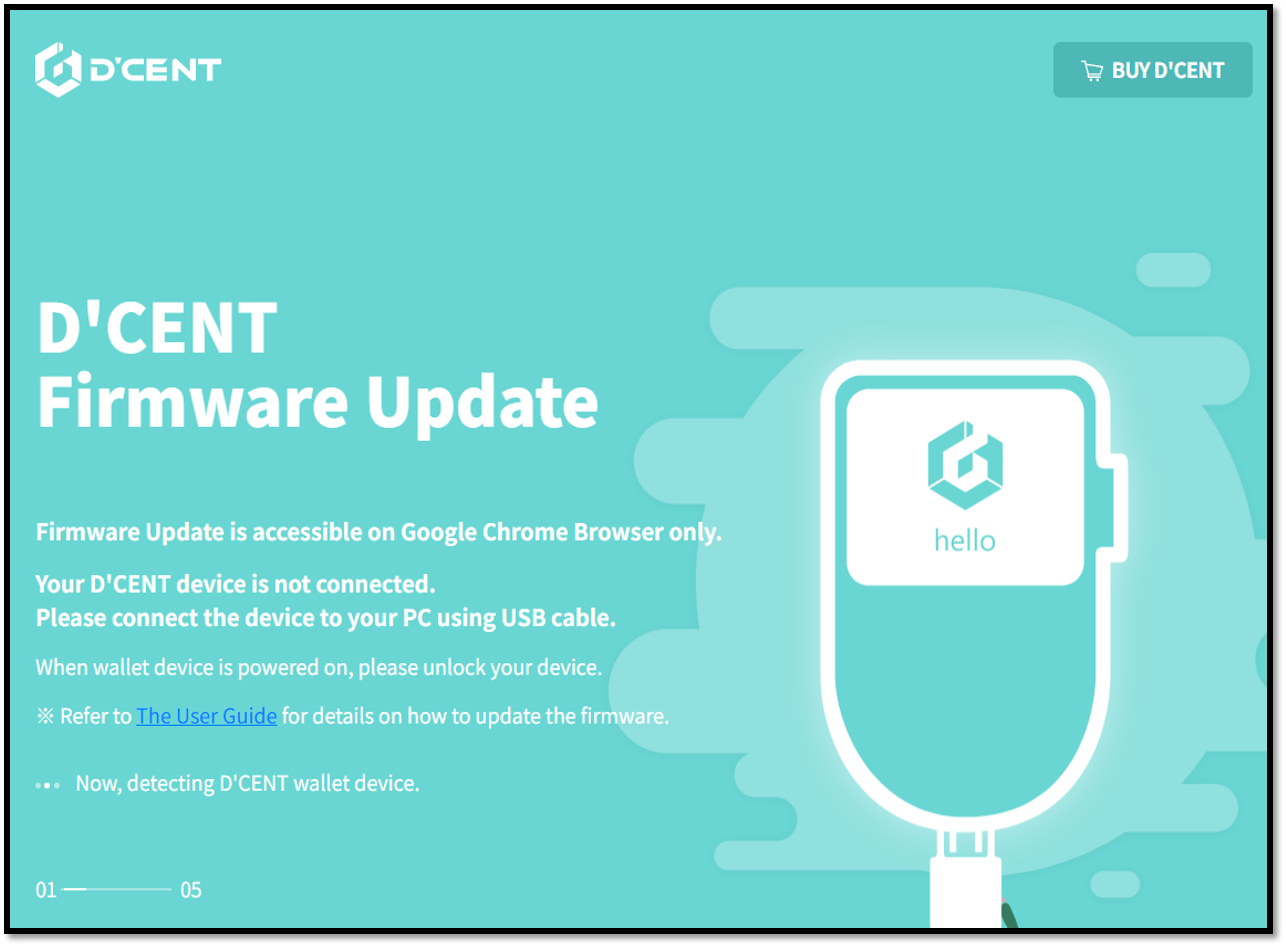 D'CENT
BUY D'CENT
D'CENT
Firmware Update
Firmware Update is accessible on Google Chrome Browser only.
Your D'CENT device is not connected.
Please connect the device to your PC using USB cable.
When wallet device is powered on, please unlock your device.
※ Refer to The User Guide for details on how to update the firmware.
Now, detecting D'CENT wallet device.
01 05
hello